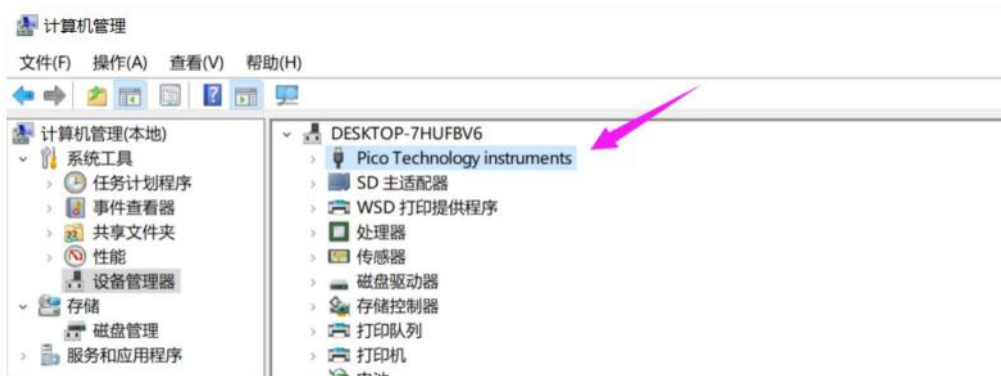 计算机管理
文件(F) 操作(A) 查看(V) 帮助(H)
计算机管理(本地)
系统工具
任务计划程序
事件查看器
共享文件夹
性能
设备管理器
存储
磁盘管理
服务和应用程序
DESKTOP-7HUFBV6
Pico Technology instruments
SD 主适配器
WSD 打印提供程序
处理器
传感器
磁盘驱动器
存储控制器
打印队列
打印机